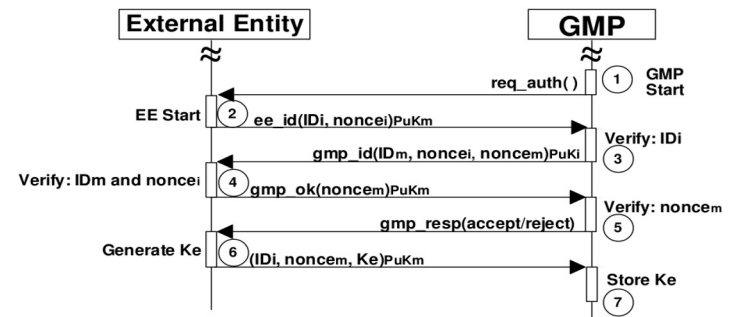 External Entity
GMP
req_auth( )
1
GMP
Start
EE Start
2
ee_id(IDi, noncei)PuKm
Verify: IDi
3
gmp_id(IDm, noncei, noncem)PuKi
Verify: IDm and noncei
4
gmp_ok(noncem)PuKm
Verify: noncem
5
gmp_resp(accept/reject)
Generate Ke
6
(IDi, noncem, Ke)PuKm
Store Ke
7